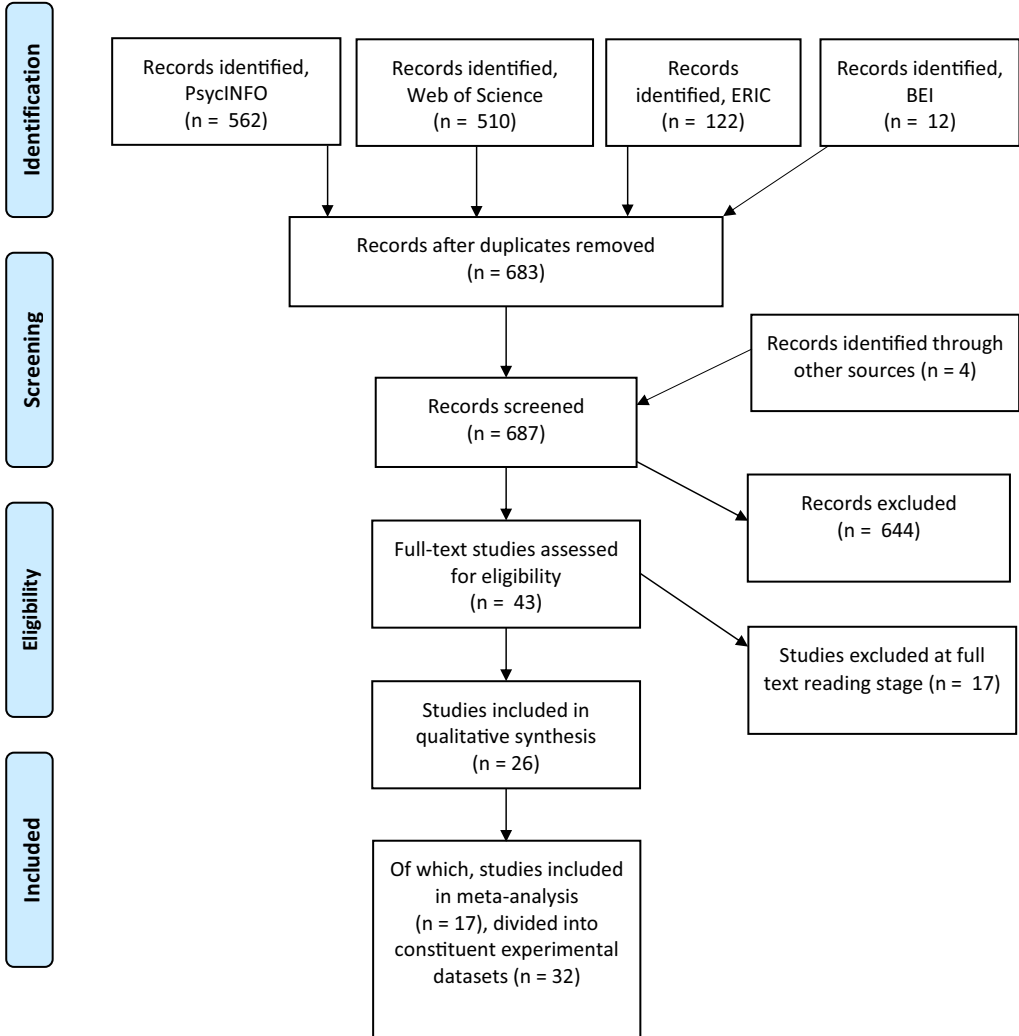 Identification
Records identified,
PsycINFO
(n = 562)
Records identified,
Web of Science
(n = 510)
Records
identified, ERIC
(n = 122)
Records identified,
BEI
(n = 12)
Records after duplicates removed
(n = 683)
Screening
Records identified through
other sources (n = 4)
Records screened
(n = 687)
Records excluded
(n = 644)
Eligibility
Full-text studies assessed
for eligibility
(n = 43)
Studies excluded at full
text reading stage (n = 17)
Studies included in
qualitative synthesis
(n = 26)
Included
Of which, studies included
in meta-analysis
(n = 17), divided into
constituent experimental
datasets (n = 32)